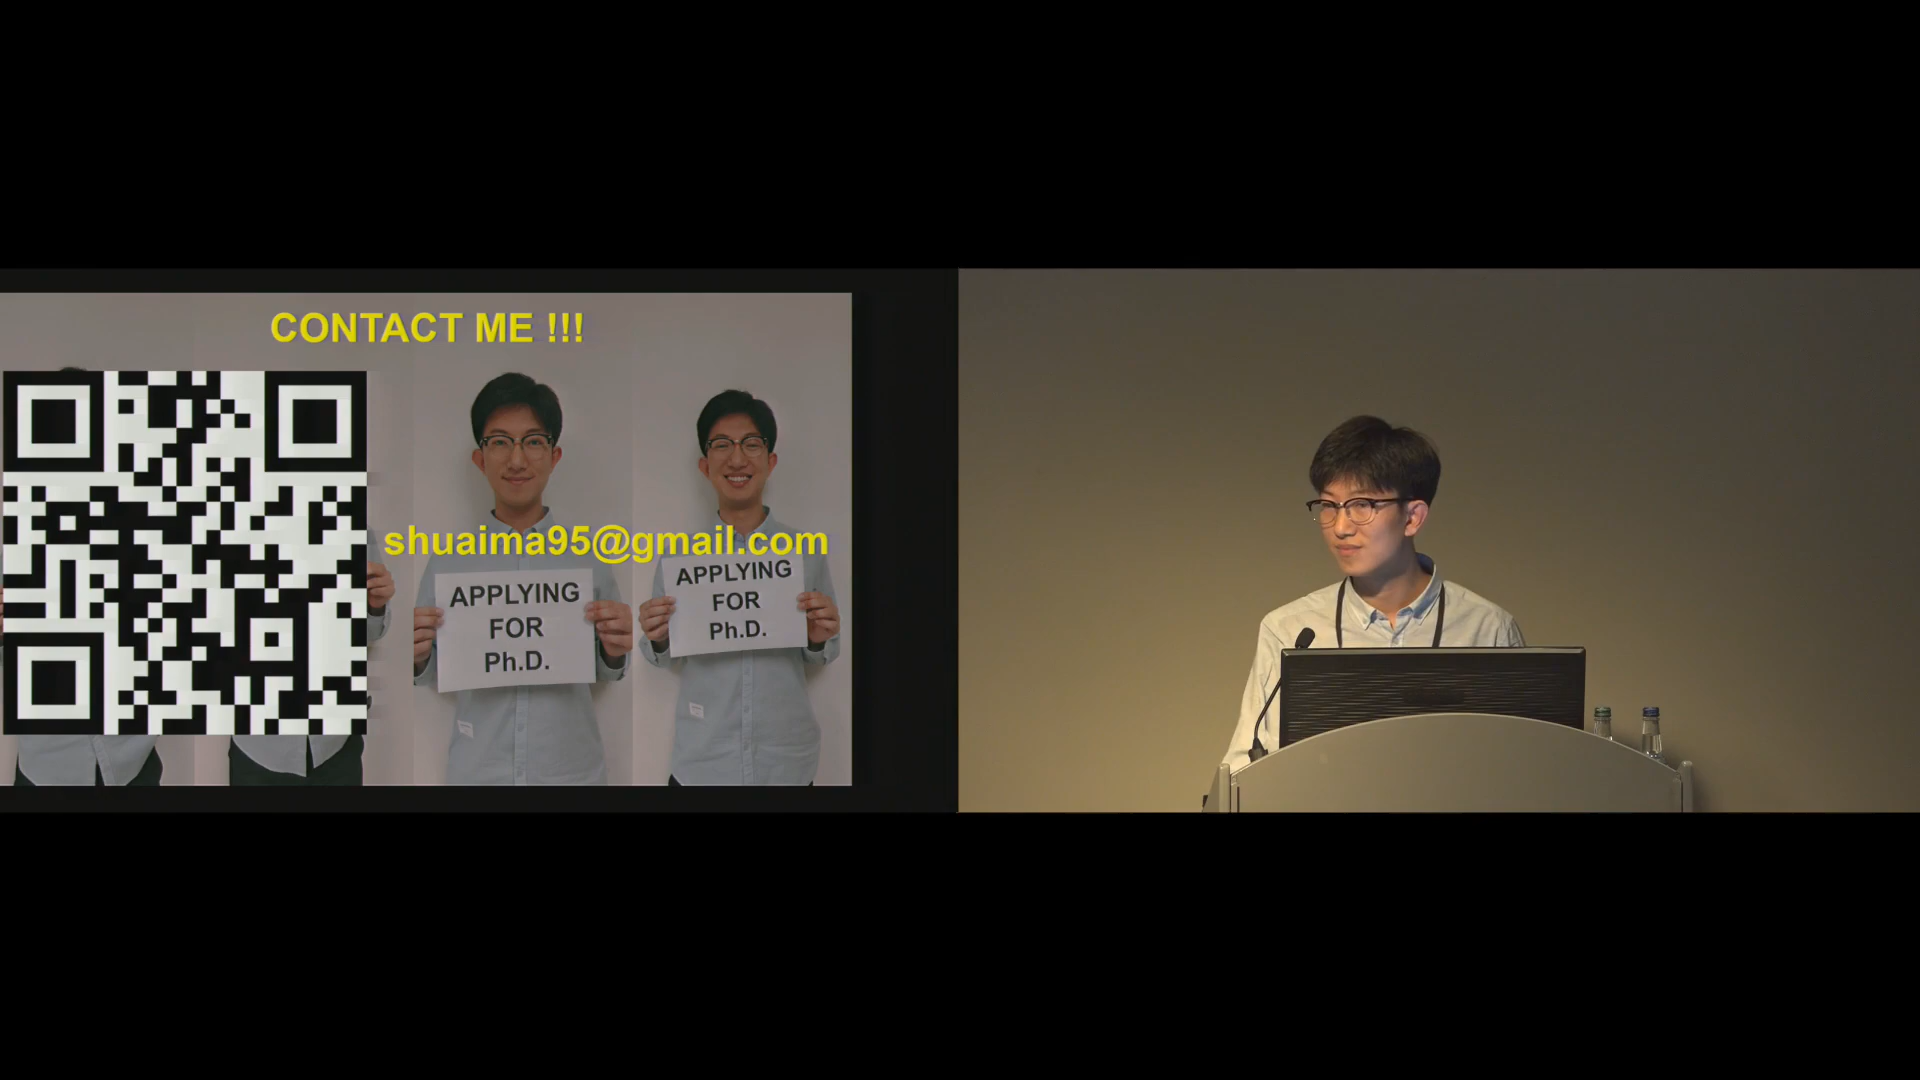 CONTACT ME !!!
shuaima95@gmail.com
APPLYING
FOR
Ph.D.
APPLYING
FOR
Ph.D.